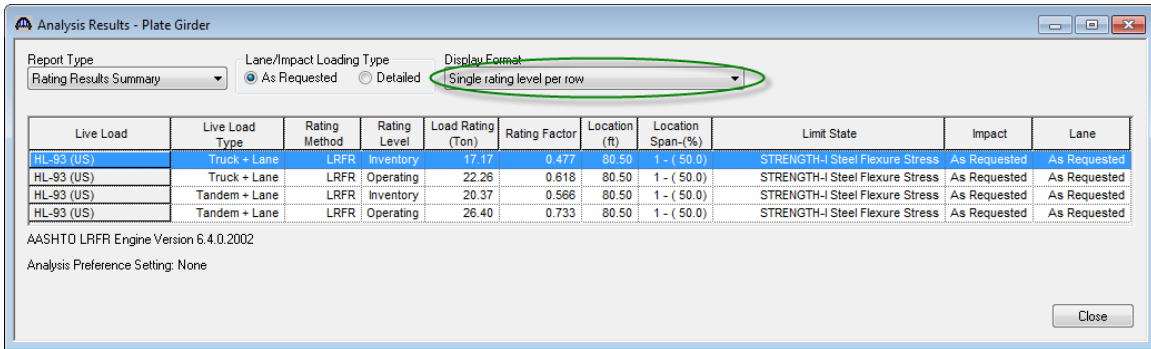 Analysis Results - Plate Girder
Report Type Lane/Impact Loading Type Display Format
Rating Results Summary As Requested Detailed Single rating level per row
Live Load Live Load Type Rating Method Rating Level Load Rating (Ton) Rating Factor Location (ft) Location Span-(%) Limit State Impact Lane
HL-93 (US) Truck + Lane LRFR Inventory 17.17 0.477 80.50 1 - ( 50.0) STRENGTH-I Steel Flexure Stress As Requested As Requested
HL-93 (US) Truck + Lane LRFR Operating 22.26 0.618 80.50 1 - ( 50.0) STRENGTH-I Steel Flexure Stress As Requested As Requested
HL-93 (US) Tandem + Lane LRFR Inventory 20.37 0.566 80.50 1 - ( 50.0) STRENGTH-I Steel Flexure Stress As Requested As Requested
HL-93 (US) Tandem + Lane LRFR Operating 26.40 0.733 80.50 1 - ( 50.0) STRENGTH-I Steel Flexure Stress As Requested As Requested
AASHTO LRFR Engine Version 6.4.0.2002
Analysis Preference Setting: None
Close